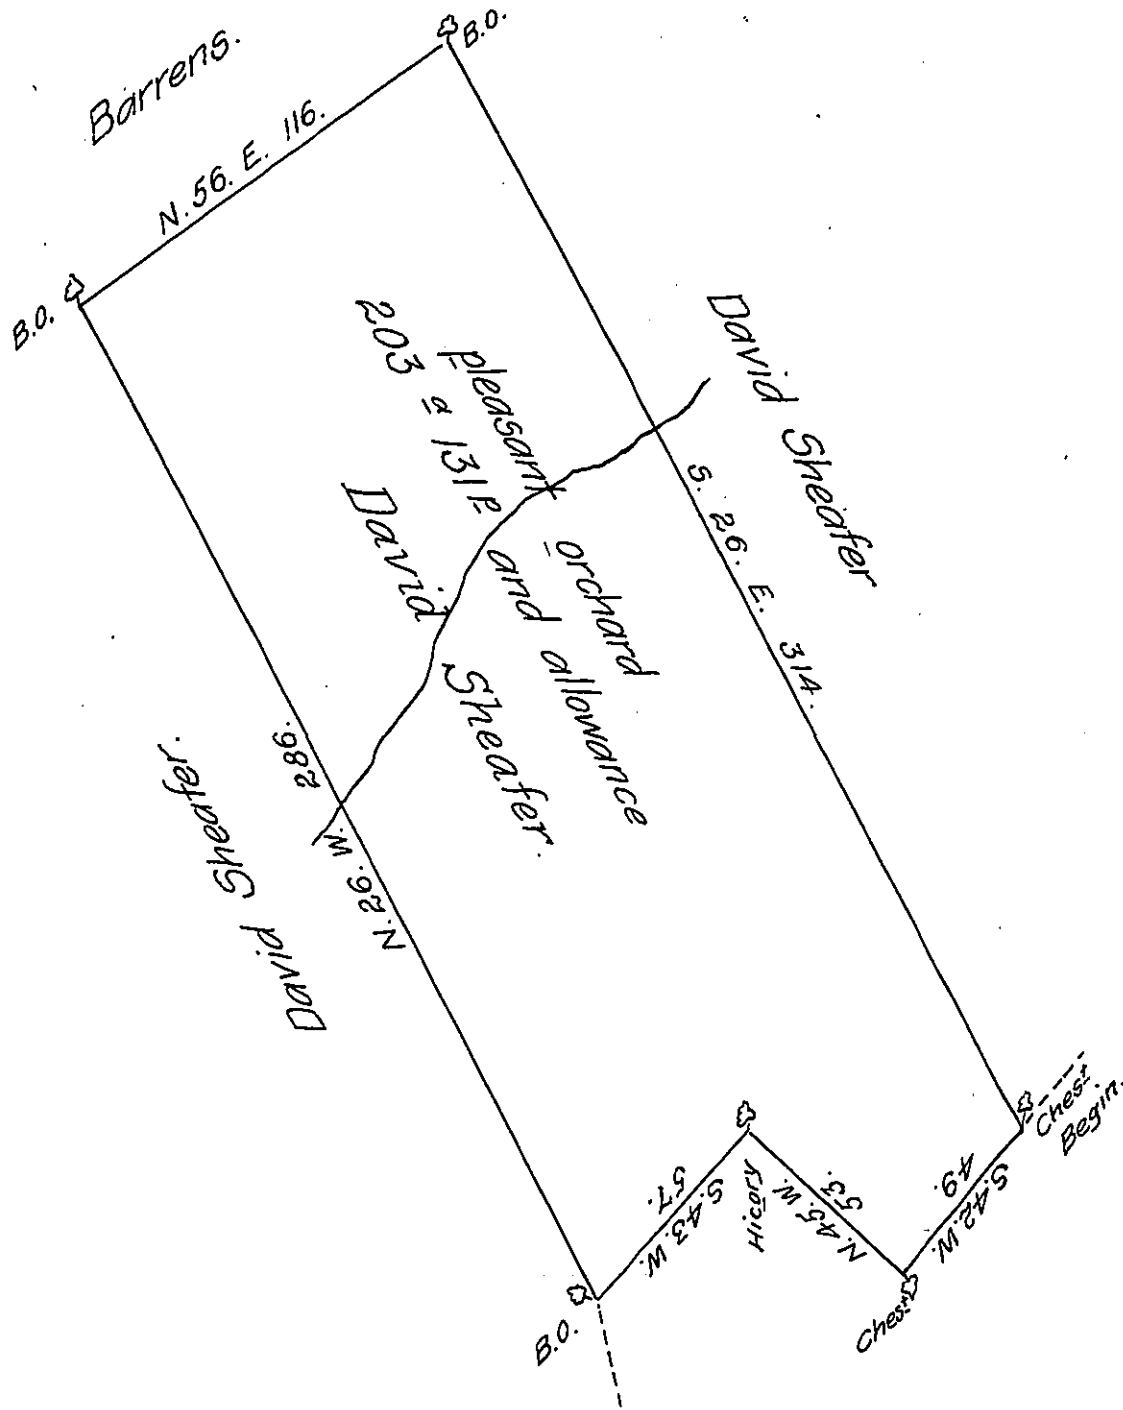 Barrens.
B.O.
N. 56. E. 116.
B.O.
David Sheafer
pleasant orchard
203 a 131 p and allowance
David Sheafer.
S. 26. E. 314.
N. 26. W. 286.
David Sheafer.
Chest
Begin.
S. 42. W.
49.
Chest
N. 45. W.
53.
Hicory
S. 43. W.
57.
B.O.